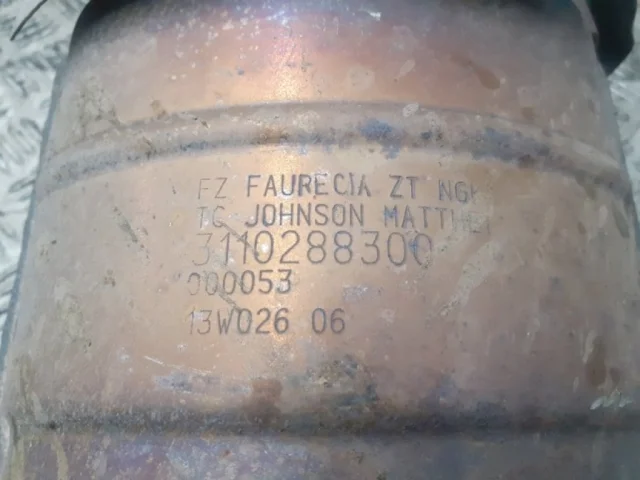 FZ FAURECIA ZT NGK
TC JOHNSON MATTHEY
3110288300
000053
13W026 06